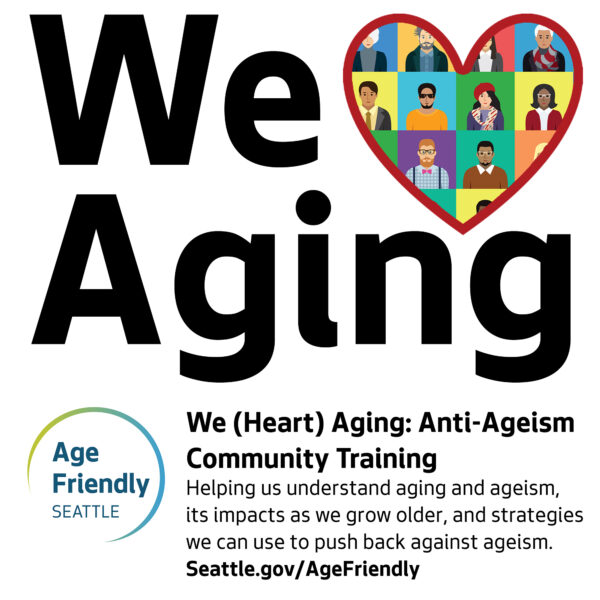 We
Aging
Age
Friendly
SEATTLE
We (Heart) Aging: Anti-Ageism
Community Training
Helping us understand aging and ageism,
its impacts as we grow older, and strategies
we can use to push back against ageism.
Seattle.gov/AgeFriendly